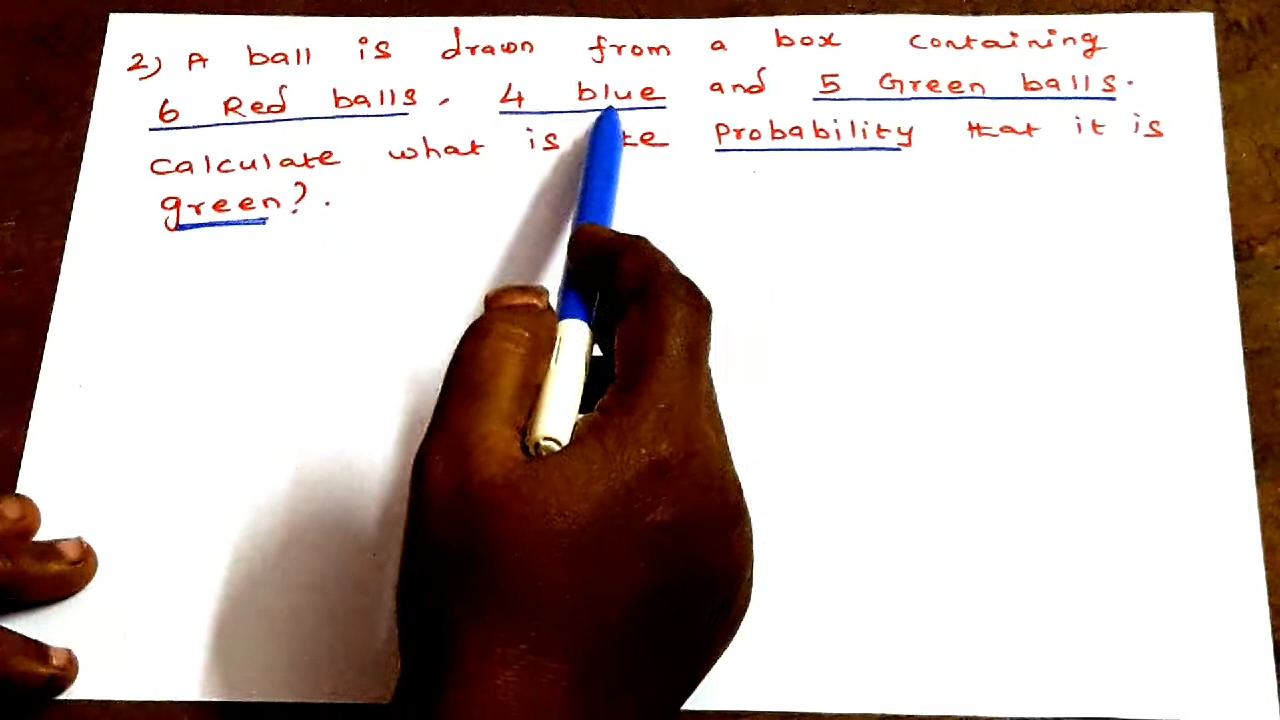 2) A ball is drawn from a box containing
6 Red balls, 4 blue and 5 Green balls.
Calculate what is Probability that it is
green?.